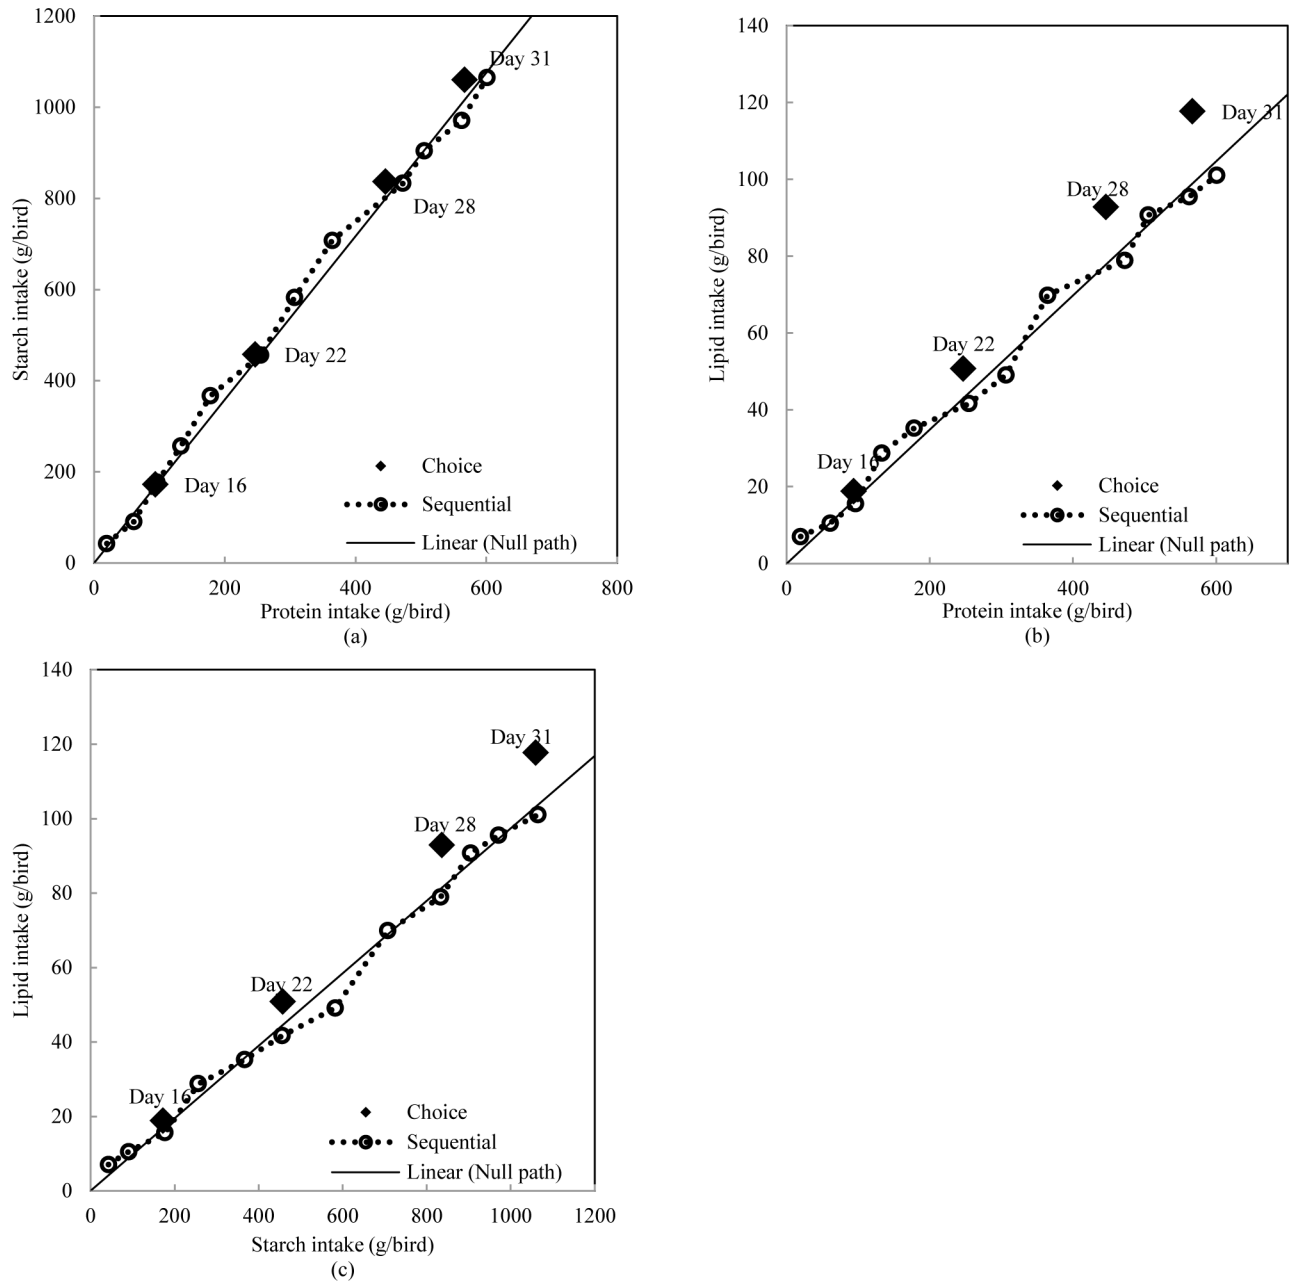 1200
1000
800
600
400
200
0
0
200
400
600
800
Starch intake (g/bird)
Protein intake (g/bird)
(a)
Day 31
Day 28
Day 22
Day 16
Choice
Sequential
Linear (Null path)
140
120
100
80
60
40
20
0
0
200
400
600
Lipid intake (g/bird)
Protein intake (g/bird)
(b)
Day 31
Day 28
Day 22
Day 16
Choice
Sequential
Linear (Null path)
140
120
100
80
60
40
20
0
0
200
400
600
800
1000
1200
Lipid intake (g/bird)
Starch intake (g/bird)
(c)
Day 31
Day 28
Day 22
Day 16
Choice
Sequential
Linear (Null path)